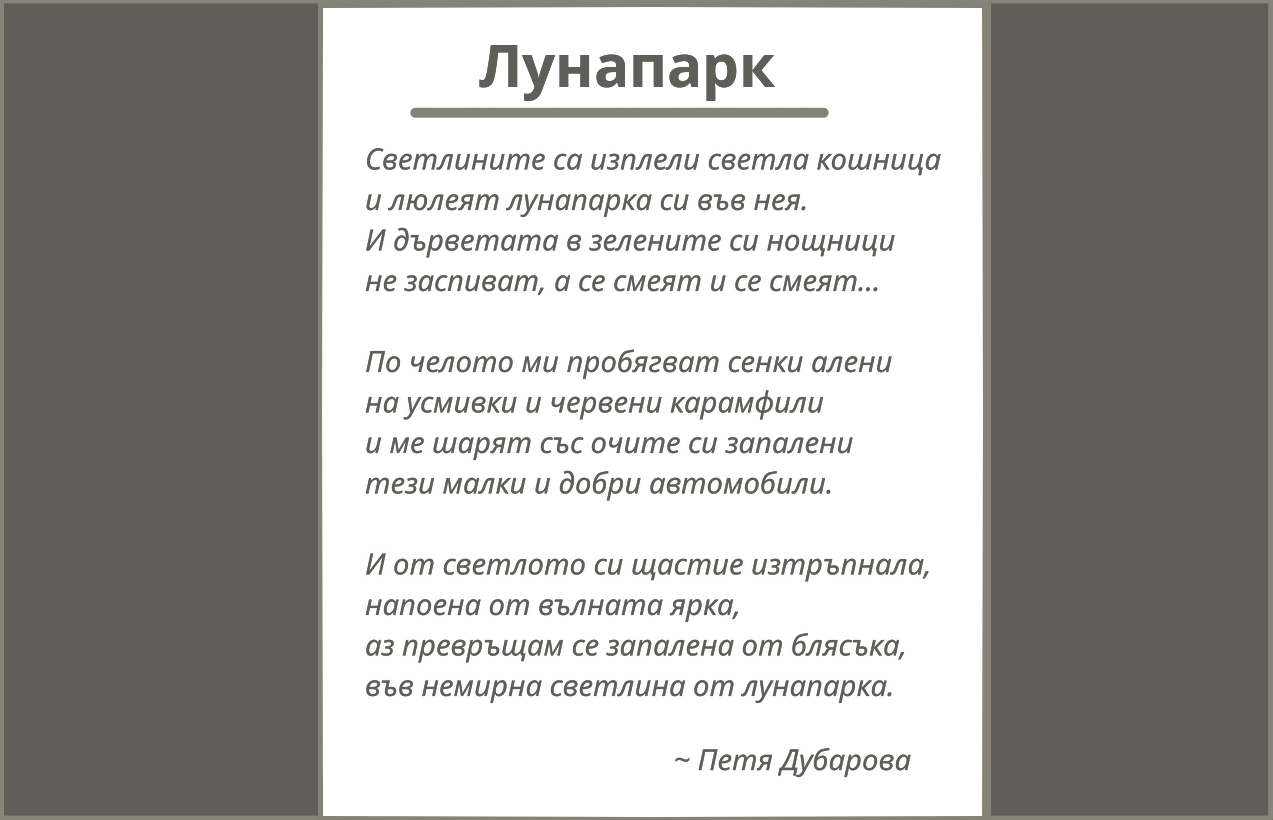 Лунапарк
Светлините са изплели светла кошница
и люлеят лунапарка си във нея.
И дърветата в зелените си нощници
не заспиват, а се смеят и се смеят...
По челото ми пробягват сенки алени
на усмивки и червени карамфили
и ме шарят със очите си запалени
тези малки и добри автомобили.
И от светлото си щастие изтръпнала,
напоена от вълната ярка,
аз превръщам се запалена от блясъка,
във немирна светлина от лунапарка.
~ Петя Дубарова